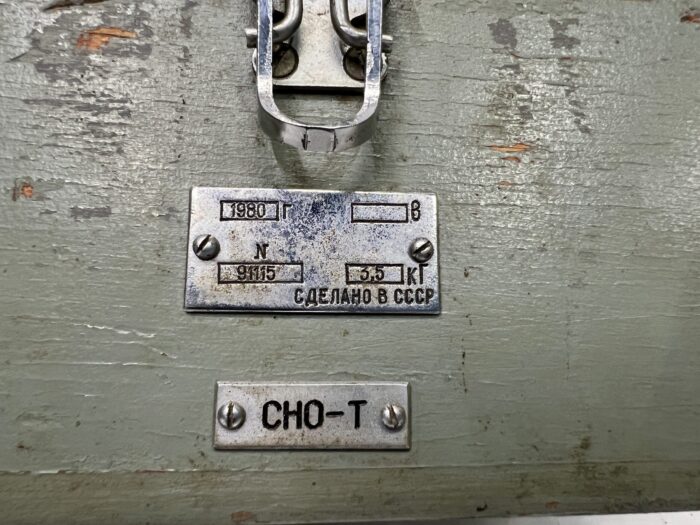 1980 г В
N
91115 3,5 КГ
СДЕЛАНО В СССР
СНО-Т